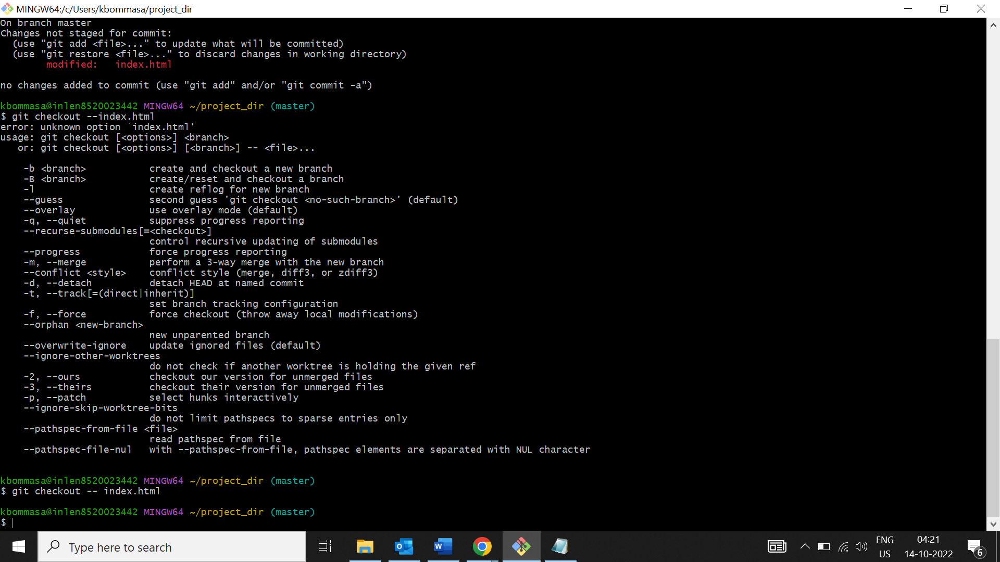 MINGW64:/c/Users/kbommasa/project_dir
On branch master
Changes not staged for commit:
  (use "git add <file>..." to update what will be committed)
  (use "git restore <file>..." to discard changes in working directory)
        modified:   index.html

no changes added to commit (use "git add" and/or "git commit -a")

kbommasa@inlen8520023442 MINGW64 ~/project_dir (master)
$ git checkout --index.html
error: unknown option `index.html'
usage: git checkout [<options>] <branch>
   or: git checkout [<options>] [<branch>] -- <file>...

    -b <branch>           create and checkout a new branch
    -B <branch>           create/reset and checkout a branch
    -l                    create reflog for new branch
    --guess               second guess 'git checkout <no-such-branch>' (default)
    --overlay             use overlay mode (default)
    -q, --quiet           suppress progress reporting
    --recurse-submodules[=<checkout>]
                          control recursive updating of submodules
    --progress            force progress reporting
    -m, --merge           perform a 3-way merge with the new branch
    --conflict <style>    conflict style (merge, diff3, or zdiff3)
    -d, --detach          detach HEAD at named commit
    -t, --track[=(direct|inherit)]
                          set branch tracking configuration
    -f, --force           force checkout (throw away local modifications)
    --orphan <new-branch>
                          new unparented branch
    --overwrite-ignore    update ignored files (default)
    --ignore-other-worktrees
                          do not check if another worktree is holding the given ref
    -2, --ours            checkout our version for unmerged files
    -3, --theirs          checkout their version for unmerged files
    -p, --patch           select hunks interactively
    --ignore-skip-worktree-bits
                          do not limit pathspecs to sparse entries only
    --pathspec-from-file <file>
                          read pathspec from file
    --pathspec-file-nul   with --pathspec-from-file, pathspec elements are separated with NUL character

kbommasa@inlen8520023442 MINGW64 ~/project_dir (master)
$ git checkout -- index.html

kbommasa@inlen8520023442 MINGW64 ~/project_dir (master)
$
Type here to search
ENG
US
04:21
14-10-2022
6